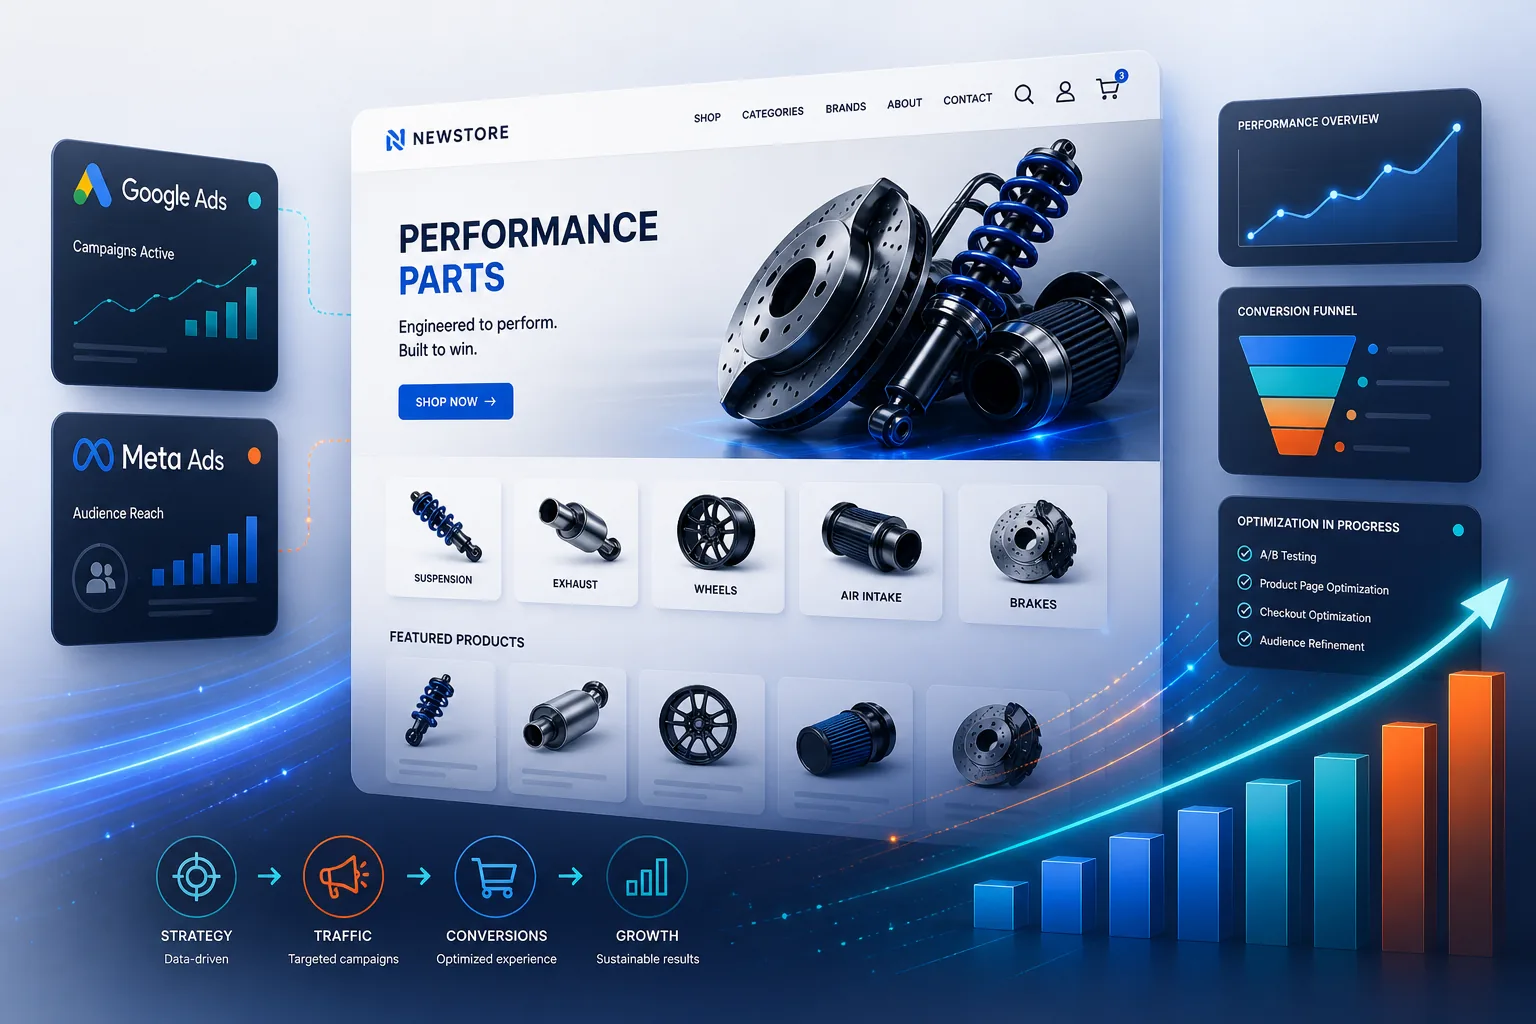 Google Ads
Campaigns Active
Meta Ads
Audience Reach
NEWSTORE
SHOP
CATEGORIES
BRANDS
ABOUT
CONTACT
3
PERFORMANCE
PARTS
Engineered to perform.
Built to win.
SHOP NOW →
SUSPENSION
EXHAUST
WHEELS
AIR INTAKE
BRAKES
FEATURED PRODUCTS
PERFORMANCE OVERVIEW
CONVERSION FUNNEL
OPTIMIZATION IN PROGRESS
A/B Testing
Product Page Optimization
Checkout Optimization
Audience Refinement
STRATEGY
Data-driven
TRAFFIC
Targeted campaigns
CONVERSIONS
Optimized experience
GROWTH
Sustainable results